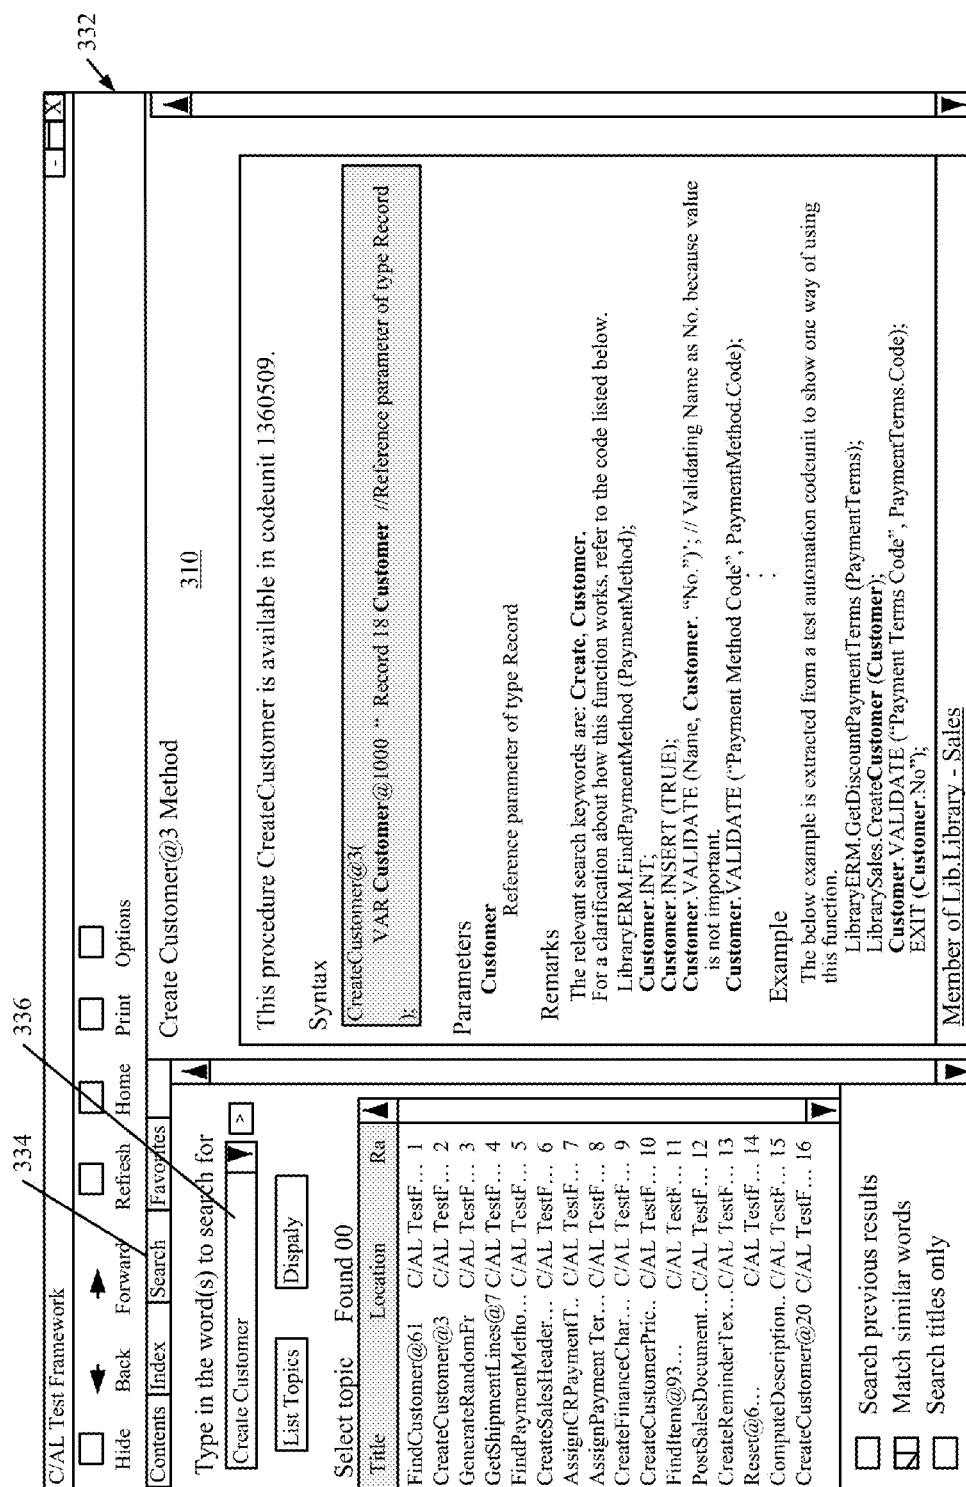 332
334
336
C/AL Test Framework
- X
Hide Back Forward Refresh Home Print Options
Contents Index Search Favorites
Type in the word(s) to search for
Create Customer
>
List Topics Dispaly
Select topic Found 00
Title Location Ra
FindCustomer@61 C/AL TestF... 1
CreateCustomer@3 C/AL TestF... 2
GenerateRandomFr C/AL TestF... 3
GetShipmentLines@7 C/AL TestF... 4
FindPaymentMetho... C/AL TestF... 5
CreateSalesHeader... C/AL TestF... 6
AssignCRPaymentT.. C/AL TestF... 7
AssignPayment Ter... C/AL TestF... 8
CreateFinanceChar... C/AL TestF... 9
CreateCustomerPric.. C/AL TestF... 10
FindItem@93... C/AL TestF... 11
PostSalesDocument...C/AL TestF... 12
CreateReminderTex...C/AL TestF... 13
Reset@6... C/AL TestF... 14
ComputeDescription.. C/AL TestF... 15
CreateCustomer@20 C/AL TestF... 16
Search previous results
Match similar words
Search titles only
Create Customer@3 Method
310
This procedure CreateCustomer is available in codeunit 1360509.
Syntax
CreateCustomer@3(
VAR Customer@1000 " Record 18 Customer //Reference parameter of type Record
);
Parameters
Customer
Reference parameter of type Record
Remarks
The relevant search keywords are: Create, Customer.
For a clarification about how this function works, refer to the code listed below.
LibraryERM.FindPaymentMethod (PaymentMethod);
Customer.INT;
Customer.INSERT (TRUE);
Customer.VALIDATE (Name, Customer. "No.")'; // Validating Name as No. because value
is not important.
Customer.VALIDATE ("Payment Method Code", PaymentMethod.Code);
Example
The below example is extracted from a test automation codeunit to show one way of using
this function.
LibraryERM.GetDiscountPaymentTerms (PaymentTerms);
LibrarySales.CreateCustomer (Customer);
Customer.VALIDATE ("Payment Terms Code", PaymentTerms.Code);
EXIT (Customer.No");
Member of Lib.Library - Sales